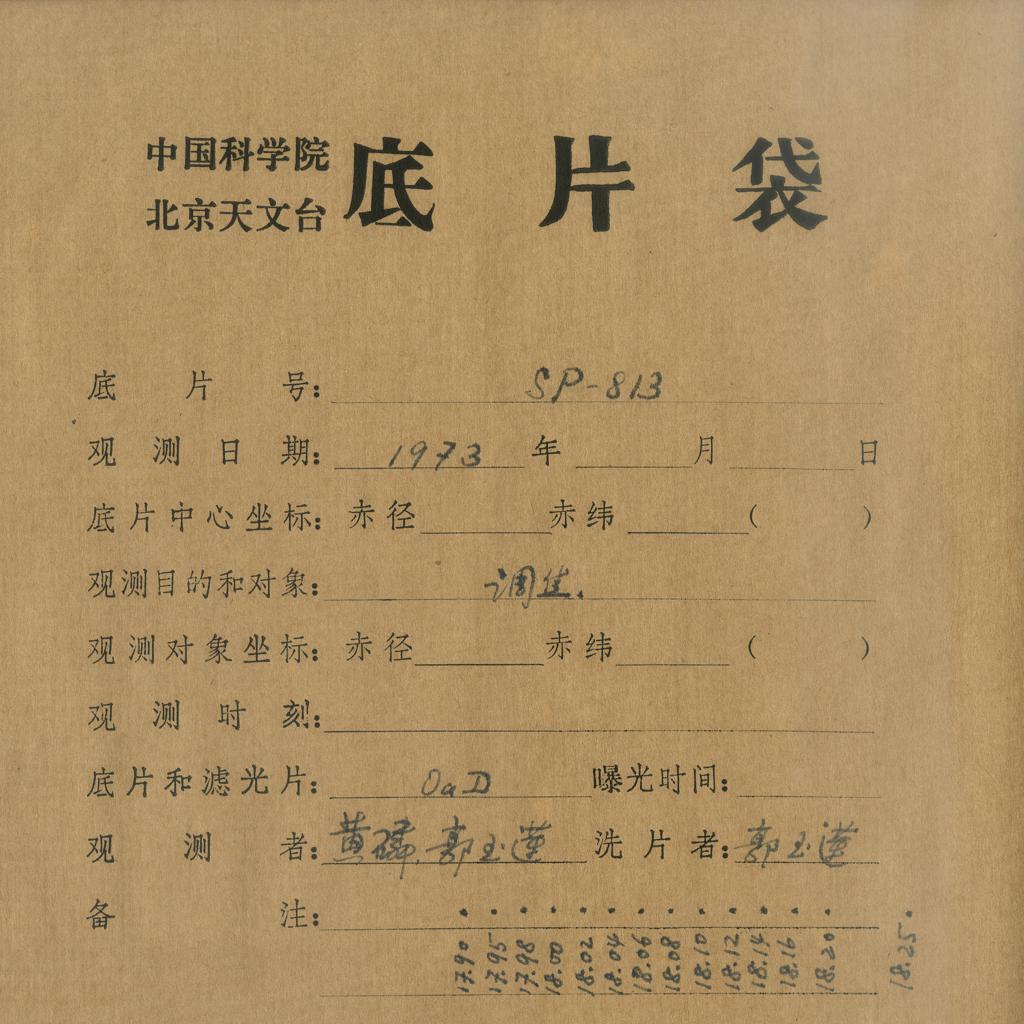 中国科学院
北京天文台
底片袋
底片号: SP-813
观测日期: 1973 年 月 日
底片中心坐标: 赤径 赤纬 ( )
观测目的和对象: 调焦.
观测对象坐标: 赤径 赤纬 ( )
观测时刻:
底片和滤光片: OaD 曝光时间:
观测者: 黄磷, 郭玉莲 洗片者: 郭玉莲
备注:
17.90 17.95 17.98 18.00 18.02 18.04 18.06 18.08 18.10 18.12 18.14 18.16 18.20 18.25